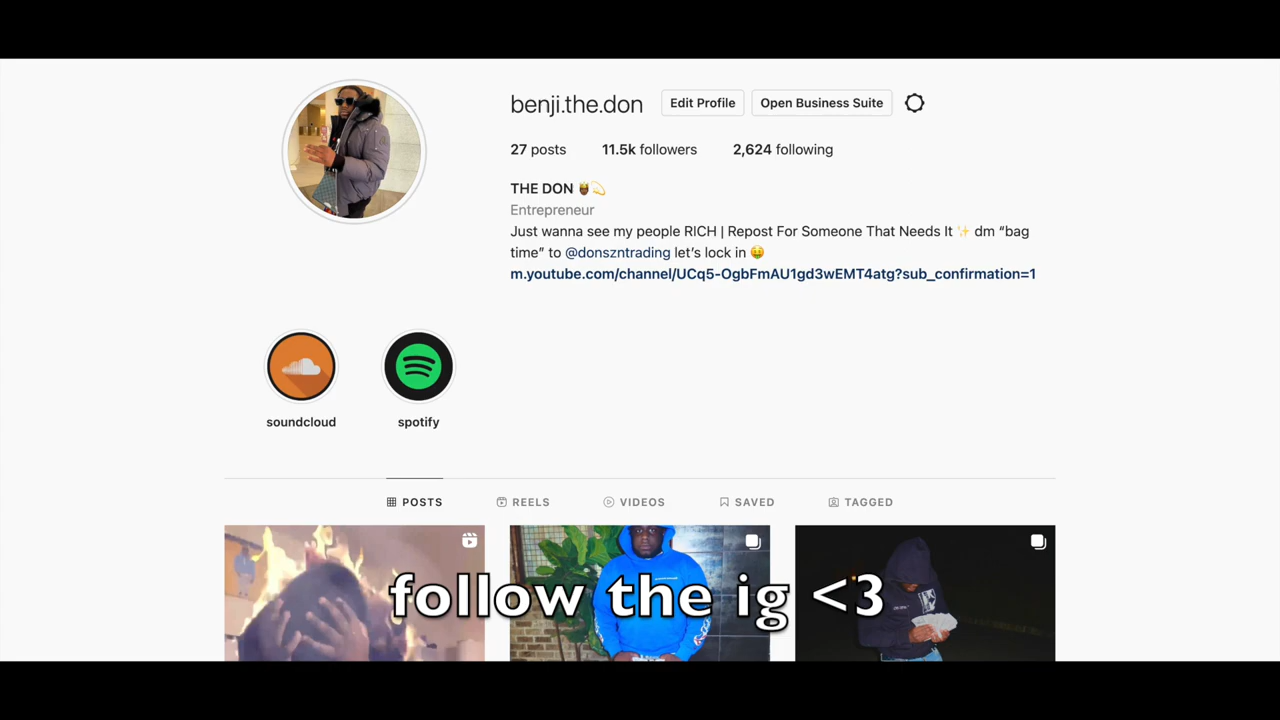 benji.the.don Edit Profile Open Business Suite
27 posts 11.5k followers 2,624 following
THE DON
Entrepreneur
Just wanna see my people RICH | Repost For Someone That Needs It ✨ dm “bag
time” to @donszntrading let’s lock in 🤑
m.youtube.com/channel/UCq5-OgbFmAU1gd3wEMT4atg?sub_confirmation=1
soundcloud spotify
POSTS REELS VIDEOS SAVED TAGGED
follow the ig <3